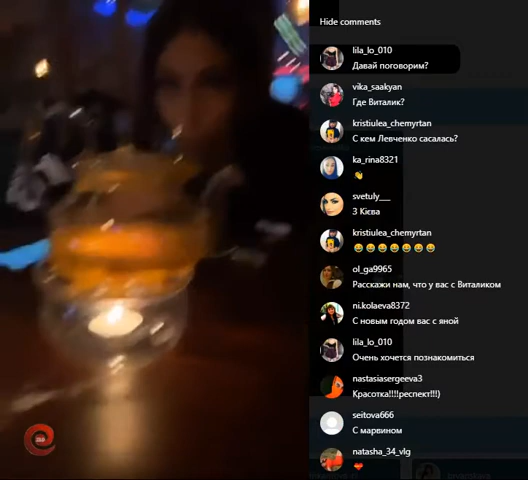 Hide comments
lila_lo_010
Давай поговорим?
vika_saakyan
Где Виталик?
kristiulea_chemyrtan
С кем Левченко сасалась?
ka_rina8321
👏
svetuly___
З Кієва
kristiulea_chemyrtan
😂😂😂😂😂😂😂
ol_ga9965
Расскажи нам, что у вас с Виталиком
ni.kolaeva8372
С новым годом вас с яной
lila_lo_010
Очень хочется познакомиться
nastasiasergeeva3
Красотка!!!!респект!!!)
seitova666
С марвином
natasha_34_vlg
❤️